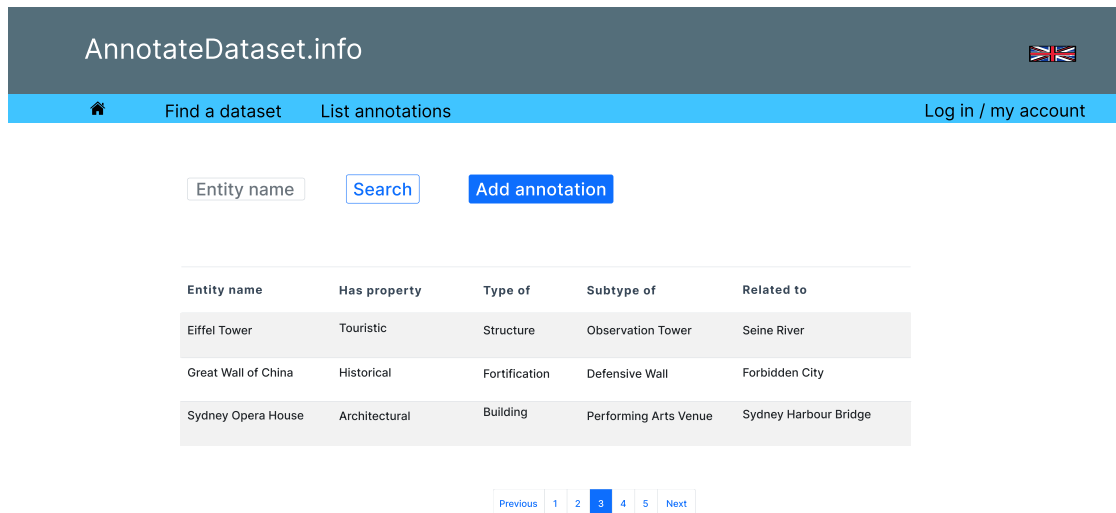 AnnotateDataset.info
Find a dataset List annotations Log in / my account
Entity name Search Add annotation
Entity name Has property Type of Subtype of Related to
Eiffel Tower Touristic Structure Observation Tower Seine River
Great Wall of China Historical Fortification Defensive Wall Forbidden City
Sydney Opera House Architectural Building Performing Arts Venue Sydney Harbour Bridge
Previous 1 2 3 4 5 Next